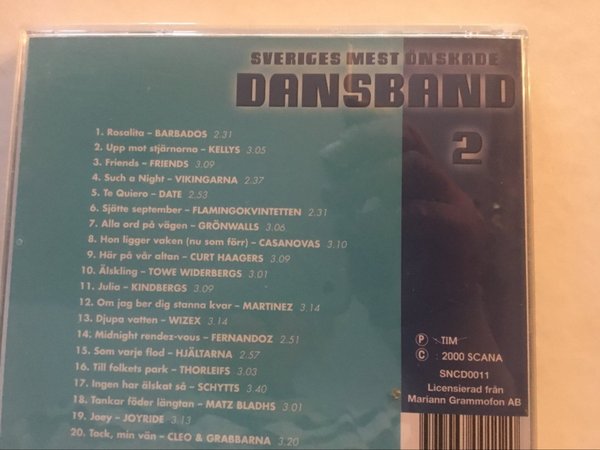 SVERIGES MEST ÖNSKADE
DANSBAND
2
1. Rosalita – BARBADOS 2.31
2. Upp mot stjärnorna – KELLYS 3.05
3. Friends – FRIENDS 3.09
4. Such a Night – VIKINGARNA 2.37
5. Te Quiero – DATE 2.53
6. Sjötte september – FLAMINGOKVINTETTEN 2.31
7. Alla ord på vägen – GRÖNWALLS 3.06
8. Hon ligger vaken (nu som förr) – CASANOVAS 3.10
9. Här på vår altan – CURT HAAGERS 3.09
10. Älskling – TOWE WIDERBERGS 3.01
11. Julia – KINDBERGS 3.09
12. Om jag ber dig stanna kvar – MARTINEZ 3.14
13. Djupa vatten – WIZEX 3.14
14. Midnight rendez-vous – FERNANDOZ 2.51
15. Som varje flod – HJÄLTARNA 2.57
16. Till folkets park – THORLEIFS 3.03
17. Ingen har älskat så – SCHYTTS 3.40
18. Tankar föder längtan – MATZ BLADHS 3.01
19. Joey – JOYRIDE 3.13
20. Tack, min vän – CLEO & GRABBARNA 3.20
Ⓟ : TIM
© : 2000 SCANA
SNCD0011
Licensierad från
Mariann Grammofon AB